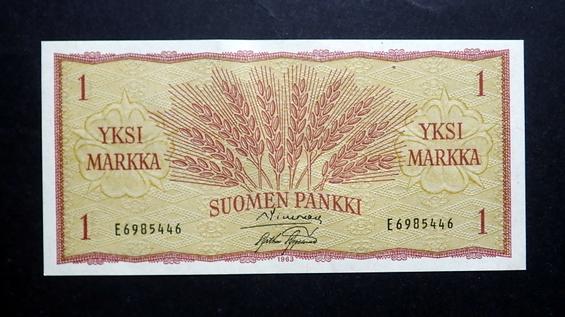 1 1
YKSI MARKKA YKSI MARKKA
SUOMEN PANKKI
1 E6985446 E6985446 1
1963